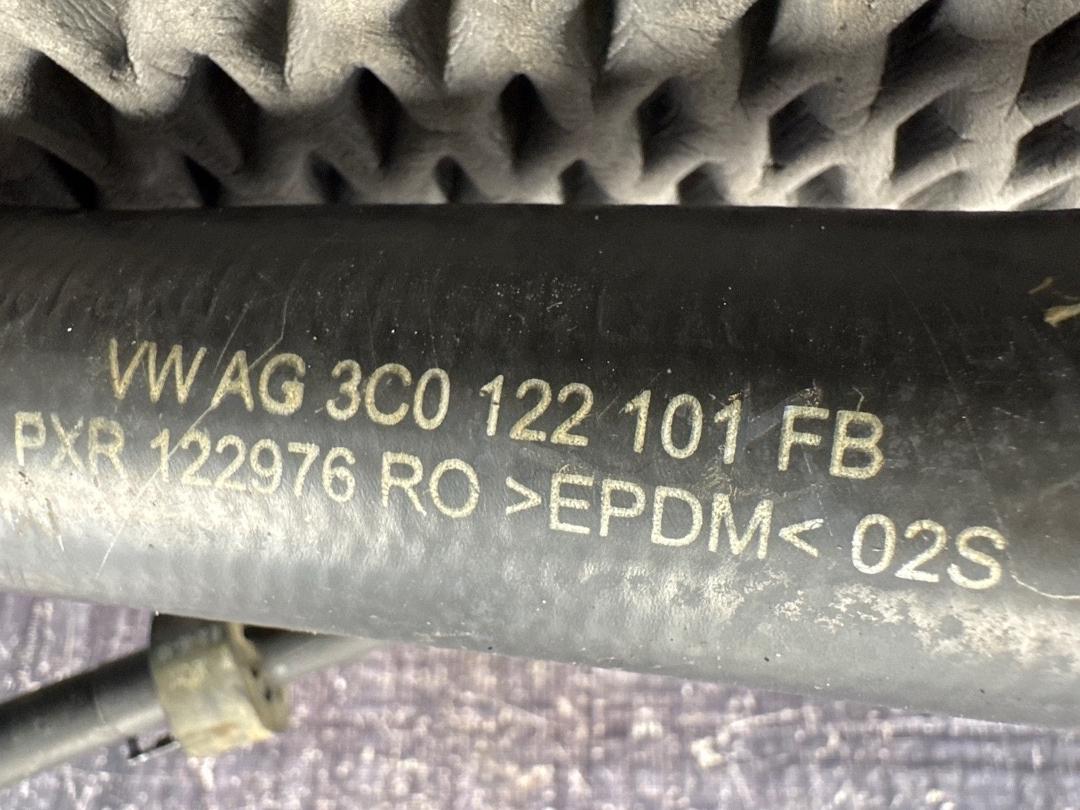 VW AG 3C0 122 101 FB
PXR 122976 RO >EPDM< 02S